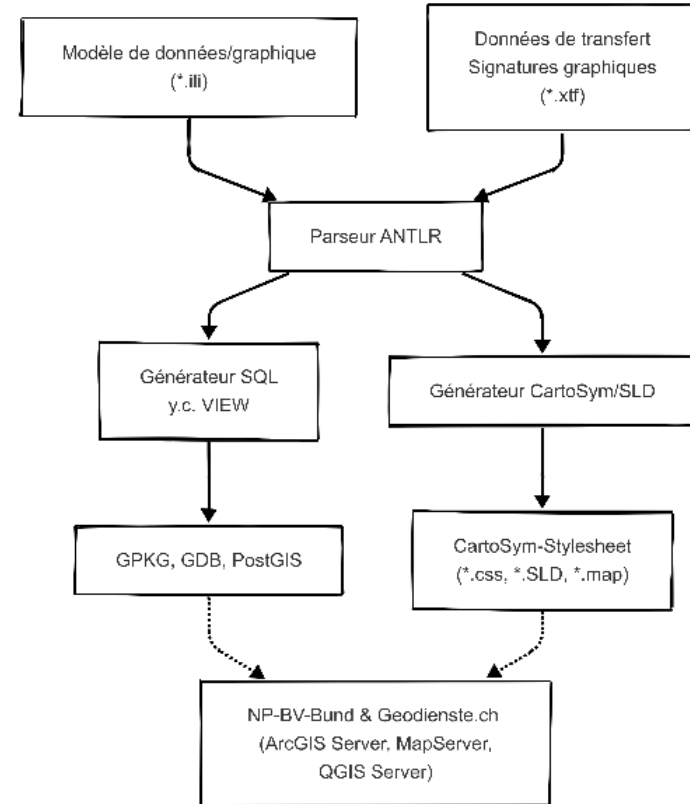 Modèle de données/graphique
(*.ili)
Données de transfert
Signatures graphiques
(*.xtf)
Parseur ANTLR
Générateur SQL
y.c. VIEW
Générateur CartoSym/SLD
GPKG, GDB, PostGIS
CartoSym-Stylesheet
(*.css, *.SLD, *.map)
NP-BV-Bund & Geodienste.ch
(ArcGIS Server, MapServer,
QGIS Server)